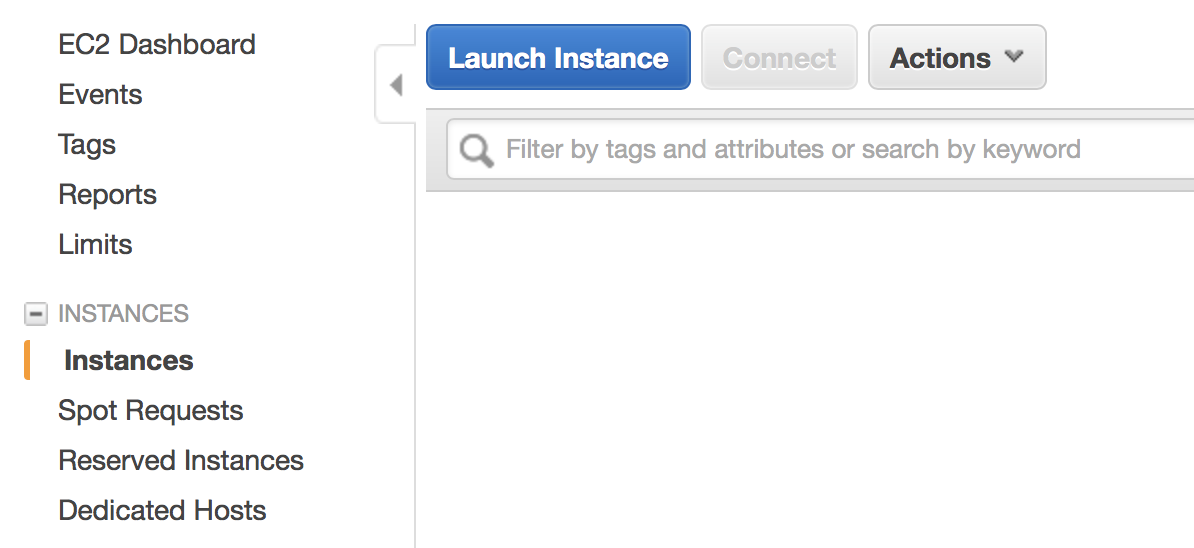 EC2 Dashboard
Events
Tags
Reports
Limits
INSTANCES
Instances
Spot Requests
Reserved Instances
Dedicated Hosts
Launch Instance
Connect
Actions
Filter by tags and attributes or search by keyword